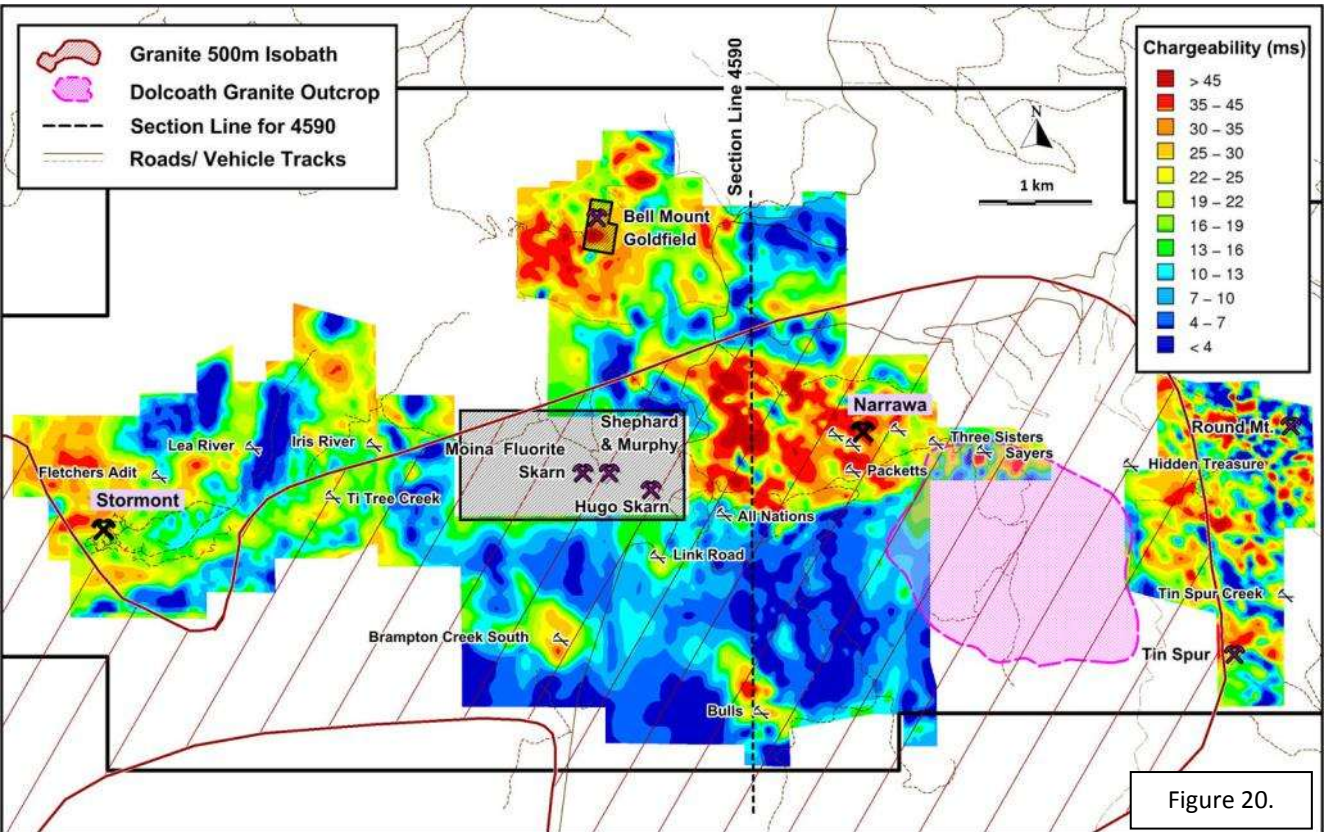 Granite 500m Isobath
Dolcoath Granite Outcrop
Section Line for 4590
Roads/ Vehicle Tracks
Section Line 4590
N
1 km
Chargeability (ms)
> 45
35 – 45
30 – 35
25 – 30
22 – 25
19 – 22
16 – 19
13 – 16
10 – 13
7 – 10
4 – 7
< 4
Bell Mount
Goldfield
Narrawa
Shephard
& Murphy
Moina Fluorite
Skarn
Hugo Skarn
Lea River
Iris River
Fletchers Adit
Stormont
Ti Tree Creek
Three Sisters
Sayers
Packetts
All Nations
Link Road
Round Mt.
Hidden Treasure
Tin Spur Creek
Tin Spur
Brampton Creek South
Bulls
Figure 20.